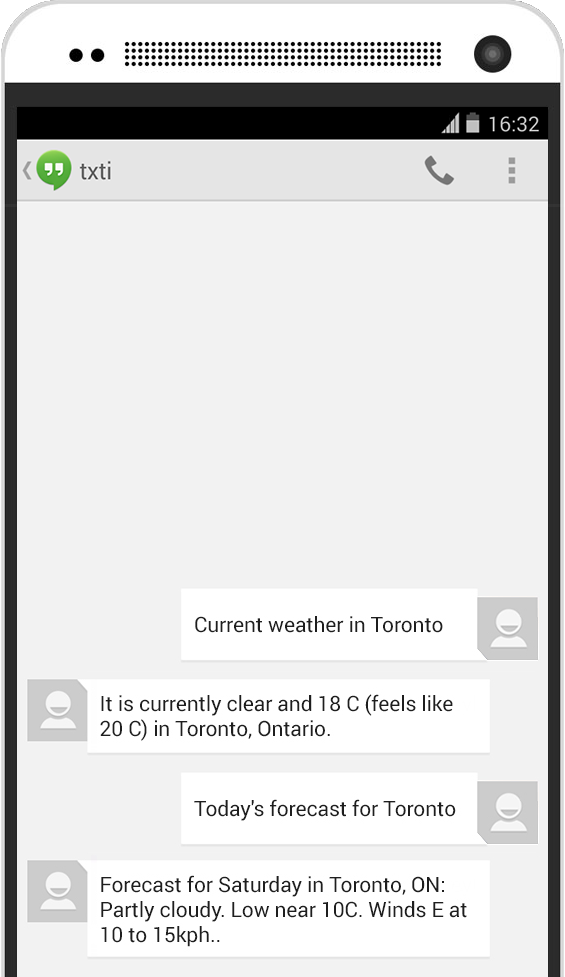 16:32
txti
Current weather in Toronto
It is currently clear and 18 C (feels like
20 C) in Toronto, Ontario.
Today's forecast for Toronto
Forecast for Saturday in Toronto, ON:
Partly cloudy. Low near 10C. Winds E at
10 to 15kph..